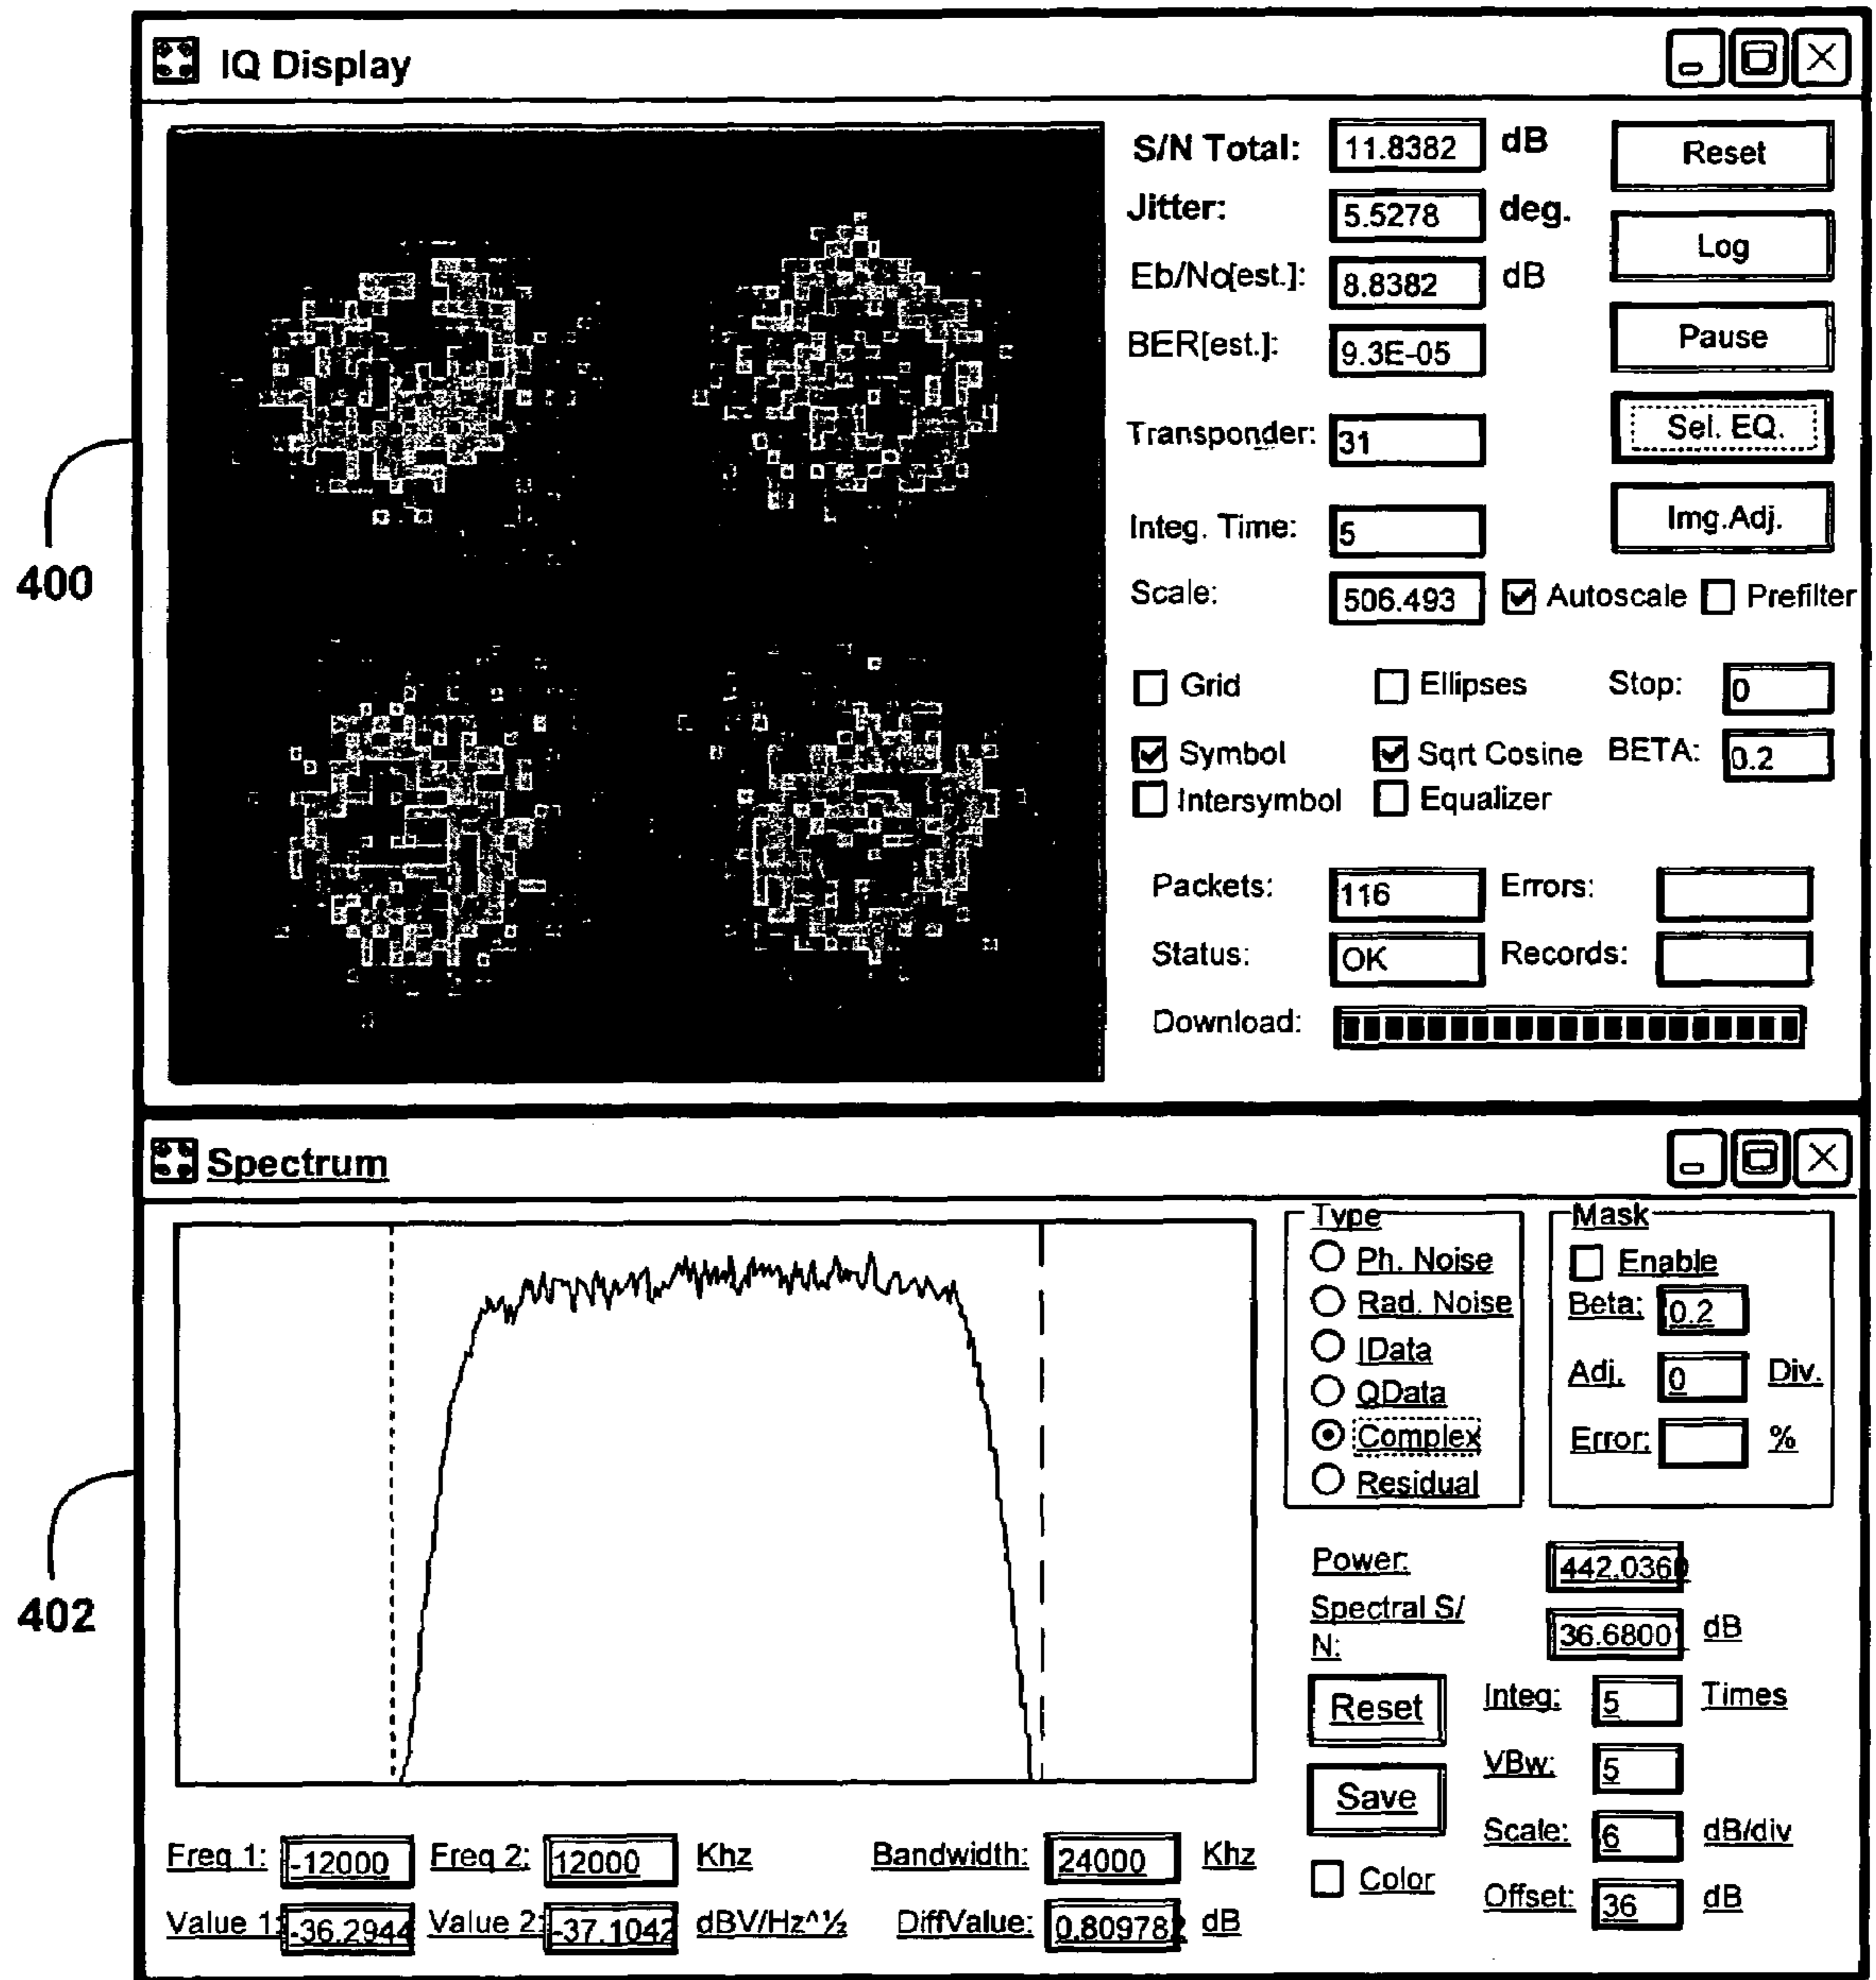 IQ Display
S/N Total: 11.8382 dB Reset
Jitter: 5.5278 deg.
Log
Eb/No[est.]: 8.8382 dB
BER[est.]: 9.3E-05 Pause
Transponder: 31 Sel. EQ.
Integ. Time: 5 Img.Adj.
400
Scale: 506.493 Autoscale Prefilter
Grid Ellipses Stop: 0
Symbol Sqrt Cosine BETA: 0.2
Intersymbol Equalizer
Packets: 116 Errors:
Status: OK Records:
Download:
Spectrum
Type Mask
Ph. Noise Enable
Rad. Noise Beta: 0.2
IData
QData Adj. 0 Div.
Complex Error: %
Residual
402
Power: 442.036
Spectral S/
N: 36.6800 dB
Reset Integ: 5 Times
VBw: 5
Save
Scale: 6 dB/div
Freq 1: -12000 Freq 2: 12000 Khz Bandwidth: 24000 Khz
Color
Offset: 36 dB
Value 1: -36.2944 Value 2: -37.1042 dBV/Hz^½ DiffValue: 0.80978 dB